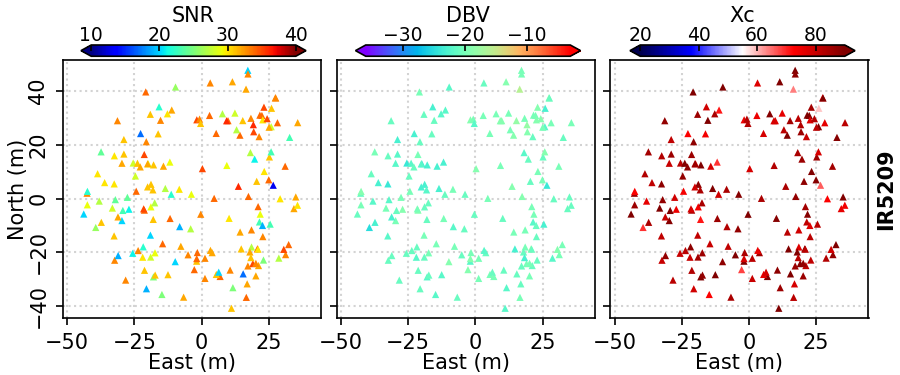 SNR DBV Xc
10 20 30 40 −30 −20 −10 20 40 60 80
40
20
0
−20
−40
North (m)
−50 −25 0 25 −50 −25 0 25 −50 −25 0 25
East (m) East (m) East (m)
IR5209